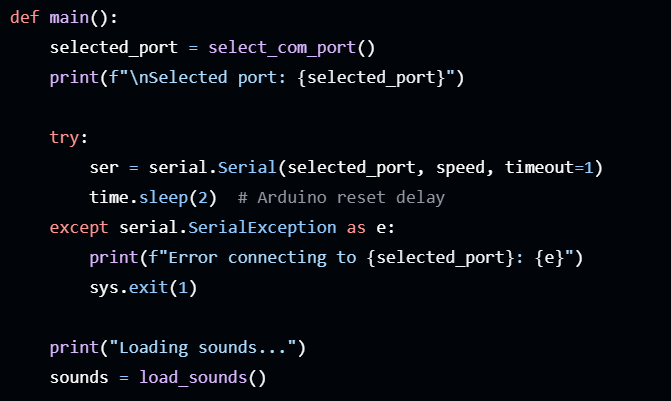 def main():
    selected_port = select_com_port()
    print(f"\nSelected port: {selected_port}")

    try:
        ser = serial.Serial(selected_port, speed, timeout=1)
        time.sleep(2)  # Arduino reset delay
    except serial.SerialException as e:
        print(f"Error connecting to {selected_port}: {e}")
        sys.exit(1)

    print("Loading sounds...")
    sounds = load_sounds()